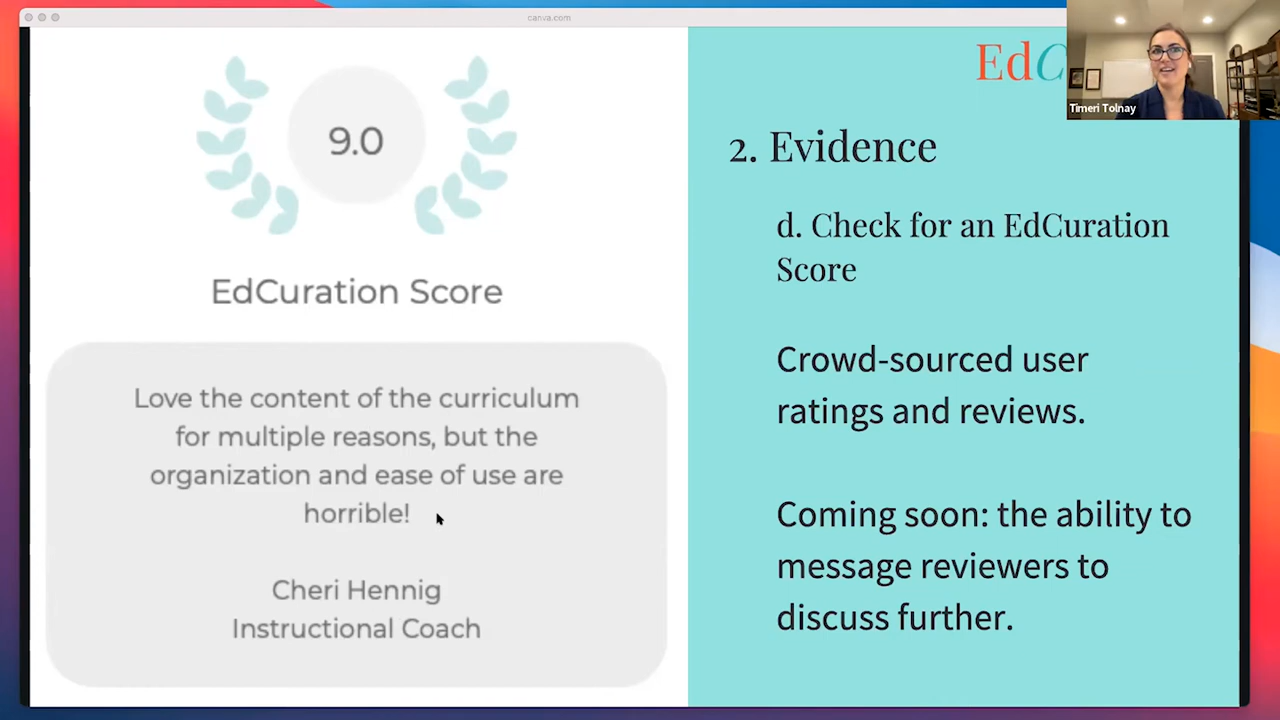 canva.com
9.0
EdCuration Score
Love the content of the curriculum
for multiple reasons, but the
organization and ease of use are
horrible!
Cheri Hennig
Instructional Coach
EdC
2. Evidence
d. Check for an EdCuration
Score
Crowd-sourced user
ratings and reviews.
Coming soon: the ability to
message reviewers to
discuss further.
Timeri Tolnay